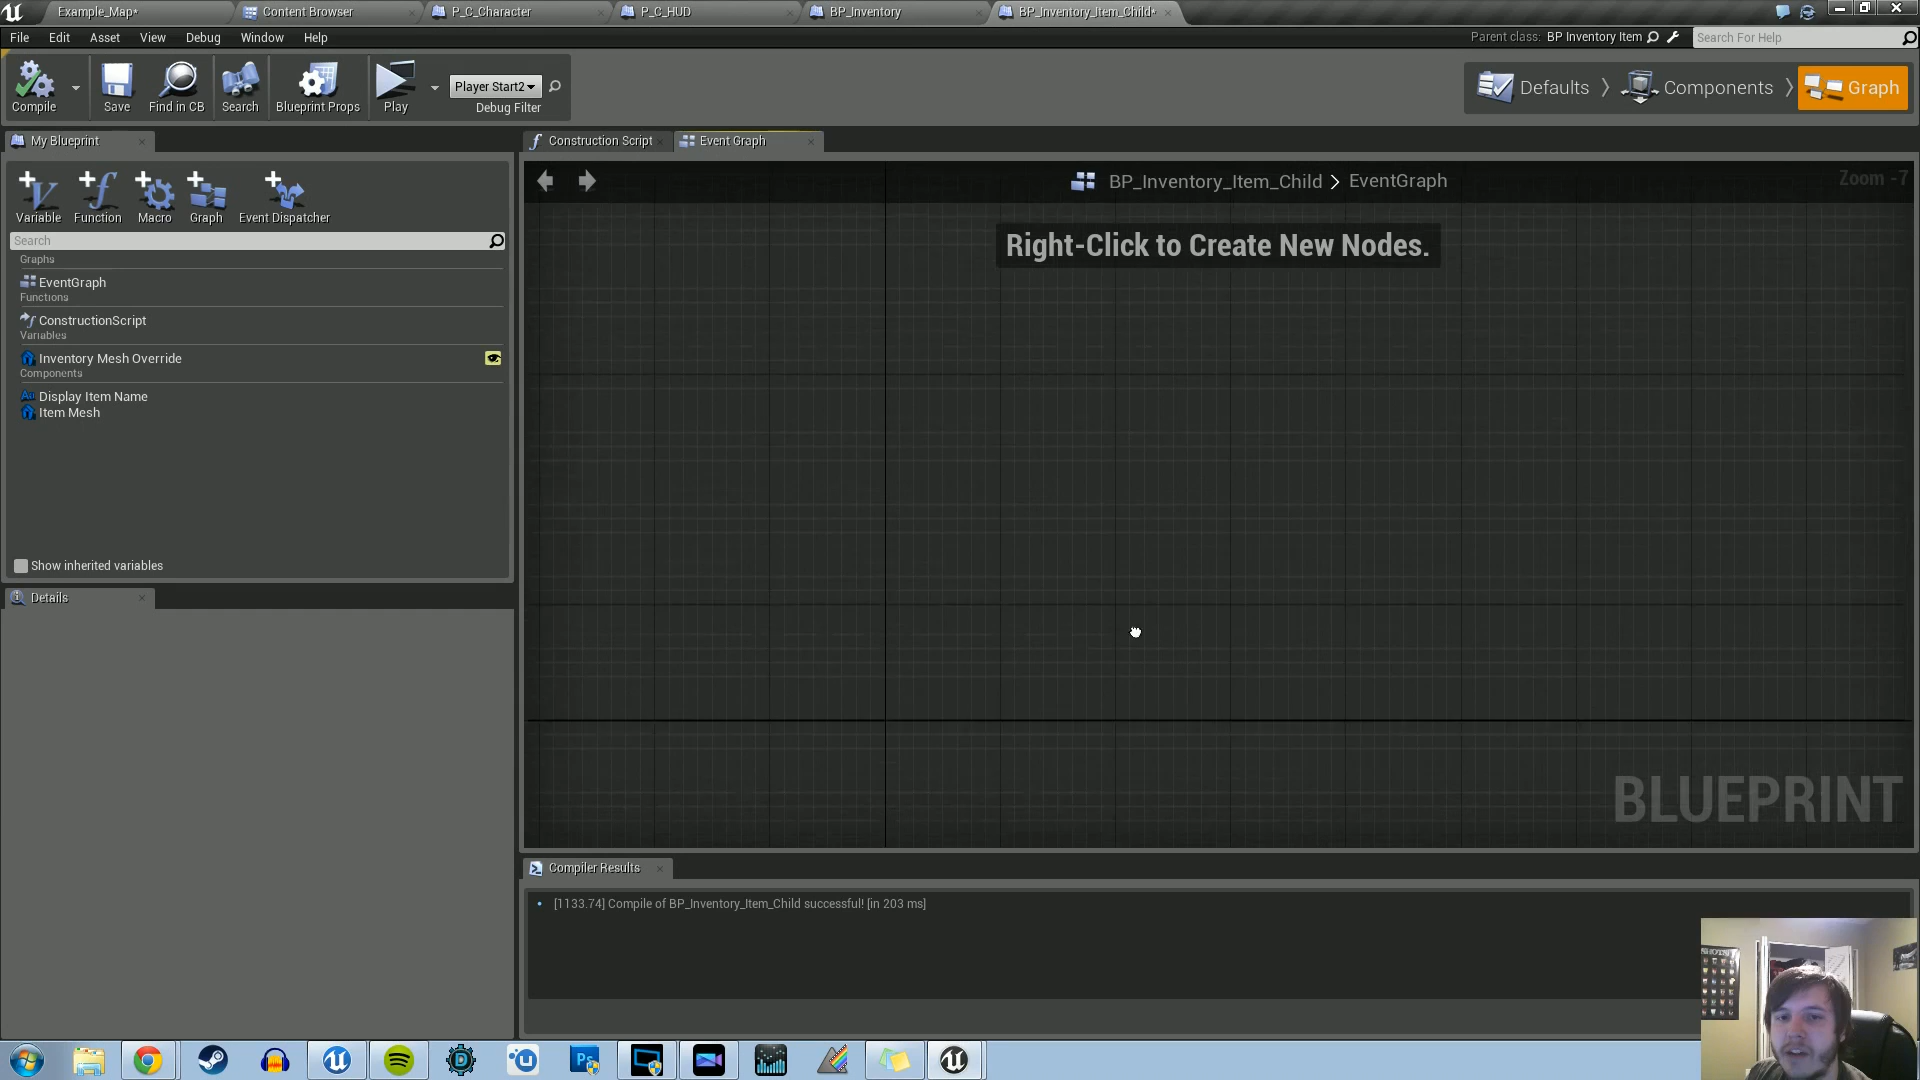 Example_Map*
Content Browser
P_C_Character
P_C_HUD
BP_Inventory
BP_Inventory_Item_Child*
File Edit Asset View Debug Window Help
Parent class: BP Inventory Item
Search For Help
Compile
Save
Find in CB
Search
Blueprint Props
Play
Player Start2
Debug Filter
Defaults
Components
Graph
My Blueprint
Construction Script
Event Graph
Variable
Function
Macro
Graph
Event Dispatcher
BP_Inventory_Item_Child > EventGraph
Zoom -7
Search
Right-Click to Create New Nodes.
Graphs
EventGraph
Functions
ConstructionScript
Variables
Inventory Mesh Override
Components
Display Item Name
Item Mesh
Show inherited variables
Details
BLUEPRINT
Compiler Results
[1133.74] Compile of BP_Inventory_Item_Child successful! [in 203 ms]